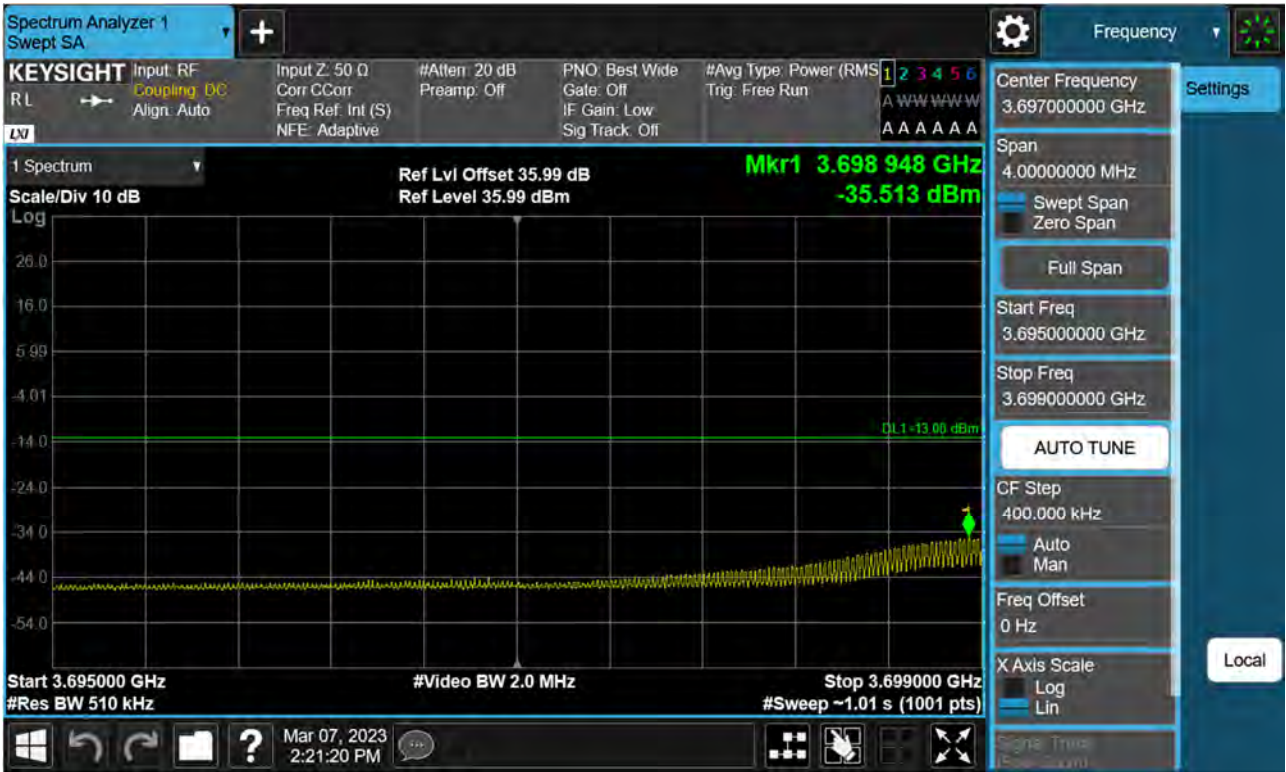 Spectrum Analyzer 1
Swept SA
Frequency
KEYSIGHT
R L
LXI
Input: RF
Coupling: DC
Align: Auto
Input Z: 50 Ω
Corr CCorr
Freq Ref: Int (S)
NFE: Adaptive
#Atten: 20 dB
Preamp: Off
PNO: Best Wide
Gate: Off
IF Gain: Low
Sig Track: Off
#Avg Type: Power (RMS
Trig: Free Run
1 2 3 4 5 6
A W W W W W
A A A A A A
1 Spectrum
Scale/Div 10 dB
Log
Ref Lvl Offset 35.99 dB
Ref Level 35.99 dBm
Mkr1 3.698 948 GHz
-35.513 dBm
26.0
16.0
5.99
-4.01
-14.0
-24.0
-34.0
-44.0
-54.0
DL1 -13.00 dBm
1
Start 3.695000 GHz
#Res BW 510 kHz
#Video BW 2.0 MHz
Stop 3.699000 GHz
#Sweep ~1.01 s (1001 pts)
Mar 07, 2023
2:21:20 PM
Center Frequency
3.697000000 GHz
Span
4.00000000 MHz
Swept Span
Zero Span
Full Span
Start Freq
3.695000000 GHz
Stop Freq
3.699000000 GHz
AUTO TUNE
CF Step
400.000 kHz
Auto
Man
Freq Offset
0 Hz
X Axis Scale
Log
Lin
Signal Track
Settings
Local